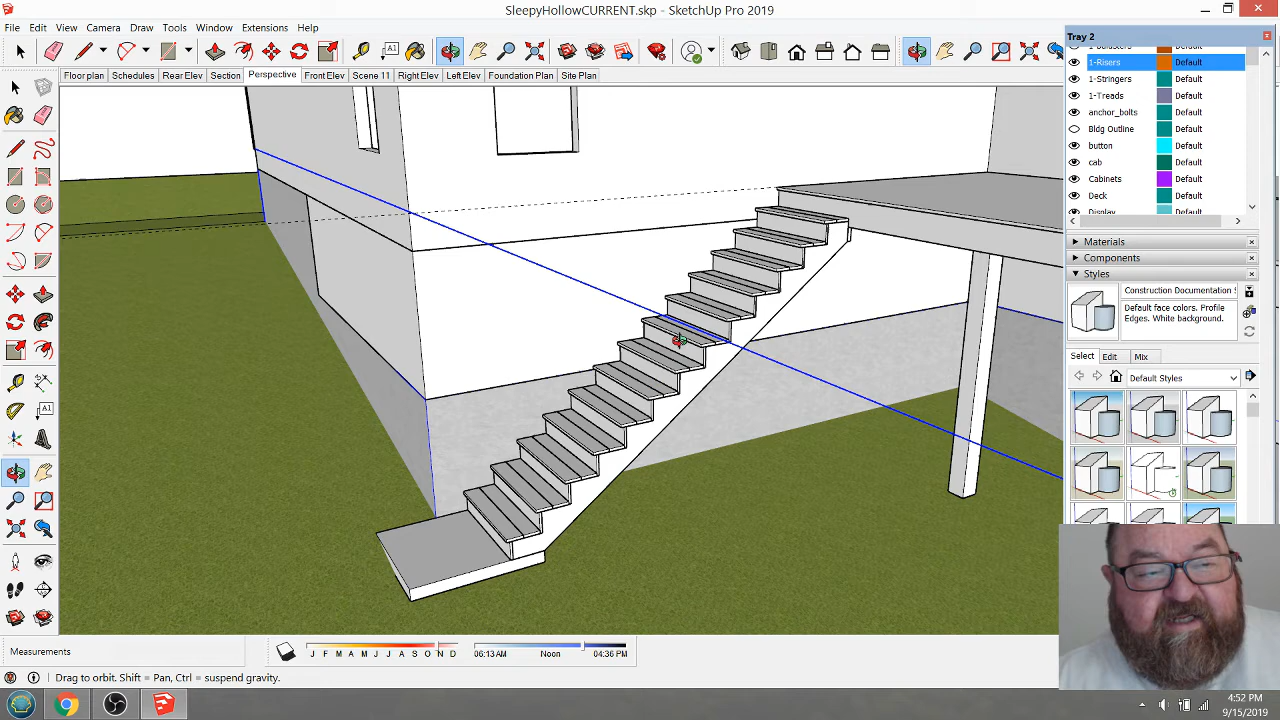 SleepyHollowCURRENT.skp - SketchUp Pro 2019
File Edit View Camera Draw Tools Window Extensions Help
Floor plan Schedules Rear Elev Section Perspective Front Elev Scene 11 Right Elev Left Elev Foundation Plan Site Plan
Tray 2
1-Balusters Default
1-Risers Default
1-Stringers Default
1-Treads Default
anchor_bolts Default
Bldg Outline Default
button Default
cab Default
Cabinets Default
Deck Default
Display Default
Materials
Components
Styles
Construction Documentation S
Default face colors. Profile
Edges. White background.
Select Edit Mix
Default Styles
Measurements
J F M A M J J A S O N D
06:13 AM Noon 04:36 PM
Drag to orbit. Shift = Pan, Ctrl = suspend gravity.
4:52 PM
9/15/2019